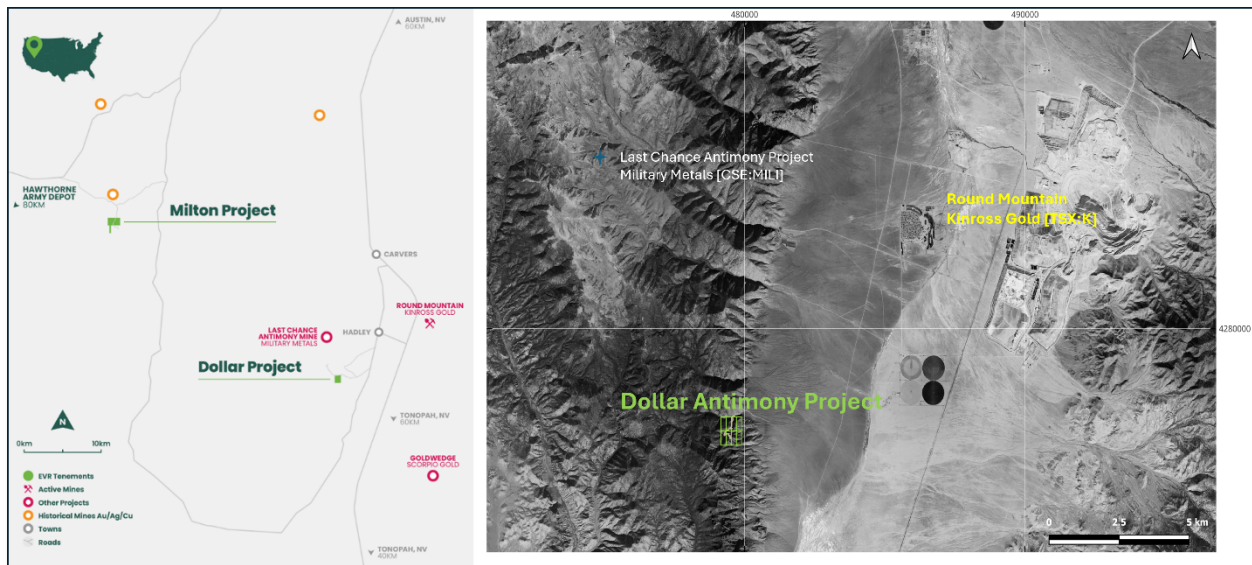 AUSTIN, NV
60KM
HAWTHORNE
ARMY DEPOT
80KM
Milton Project
CARVERS
ROUND MOUNTAIN
KINROSS GOLD
LAST CHANCE
ANTIMONY MINE
MILITARY METALS
HADLEY
Dollar Project
TONOPAH, NV
60KM
GOLDWEDGE
SCORPIO GOLD
N
0km 10km
EVR Tenements
Active Mines
Other Projects
Historical Mines Au/Ag/Cu
Towns
Roads
TONOPAH, NV
40KM
480000 490000
Last Chance Antimony Project
Military Metals [CSE:MILI]
Round Mountain
Kinross Gold [TSX:K]
4280000
Dollar Antimony Project
0 2.5 5 km